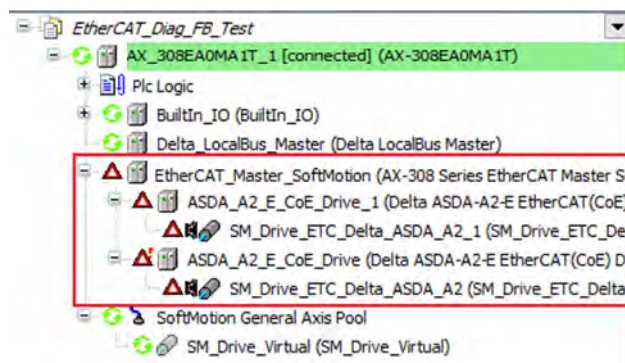 EtherCAT_Diag_FB_Test
AX_308EA0MA1T_1 [connected] (AX-308EA0MA1T)
Plc Logic
BuiltIn_IO (BuiltIn_IO)
Delta_LocalBus_Master (Delta LocalBus Master)
EtherCAT_Master_SoftMotion (AX-308 Series EtherCAT Master S
ASDA_A2_E_CoE_Drive_1 (Delta ASDA-A2-E EtherCAT(CoE)
SM_Drive_ETC_Delta_ASDA_A2_1 (SM_Drive_ETC_De
ASDA_A2_E_CoE_Drive (Delta ASDA-A2-E EtherCAT(CoE) D
SM_Drive_ETC_Delta_ASDA_A2 (SM_Drive_ETC_Delta
SoftMotion General Axis Pool
SM_Drive_Virtual (SM_Drive_Virtual)